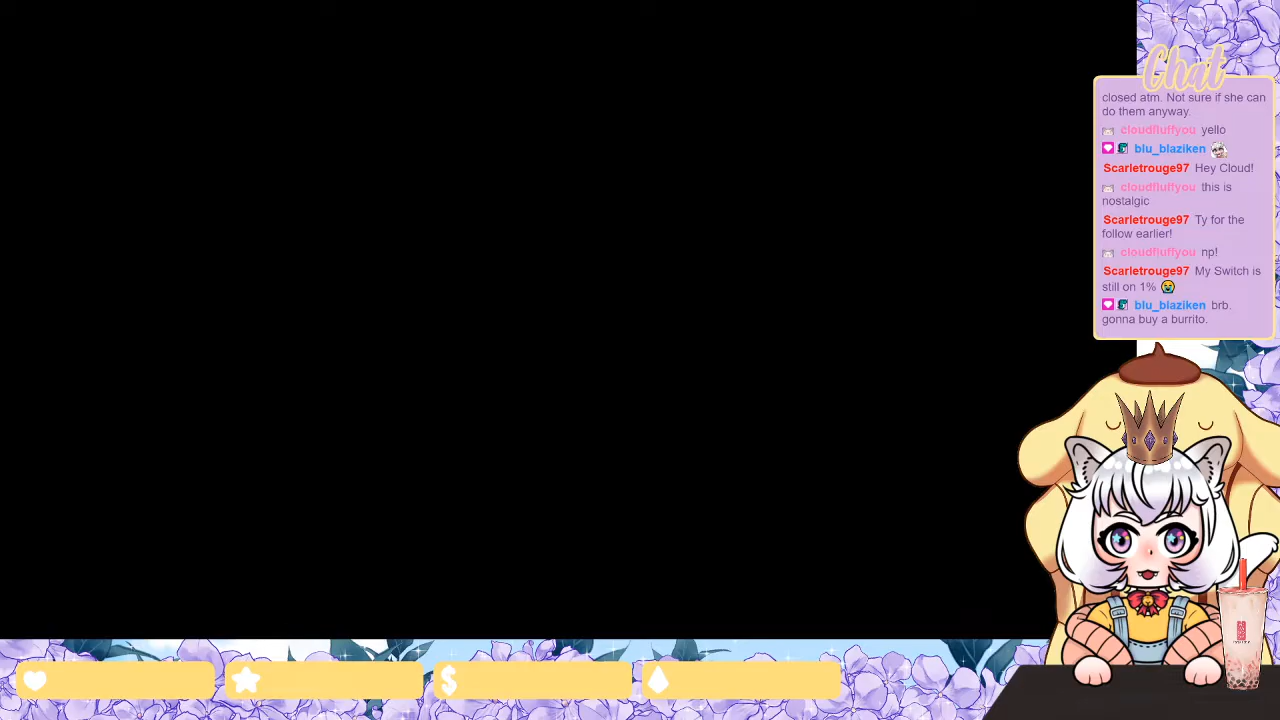 Chat
closed atm. Not sure if she can
do them anyway.
cloudfluffyou yello
blu_blaziken
Scarletrouge97 Hey Cloud!
cloudfluffyou this is
nostalgic
Scarletrouge97 Ty for the
follow earlier!
cloudfluffyou np!
Scarletrouge97 My Switch is
still on 1% 😭
blu_blaziken brb.
gonna buy a burrito.
$